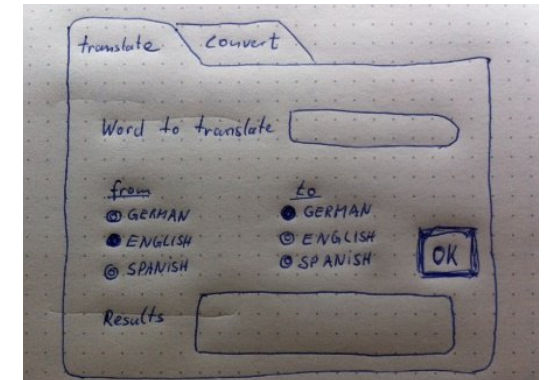 translate convert
Word to translate
from to
GERMAN GERMAN
ENGLISH ENGLISH
SPANISH SPANISH
OK
Results